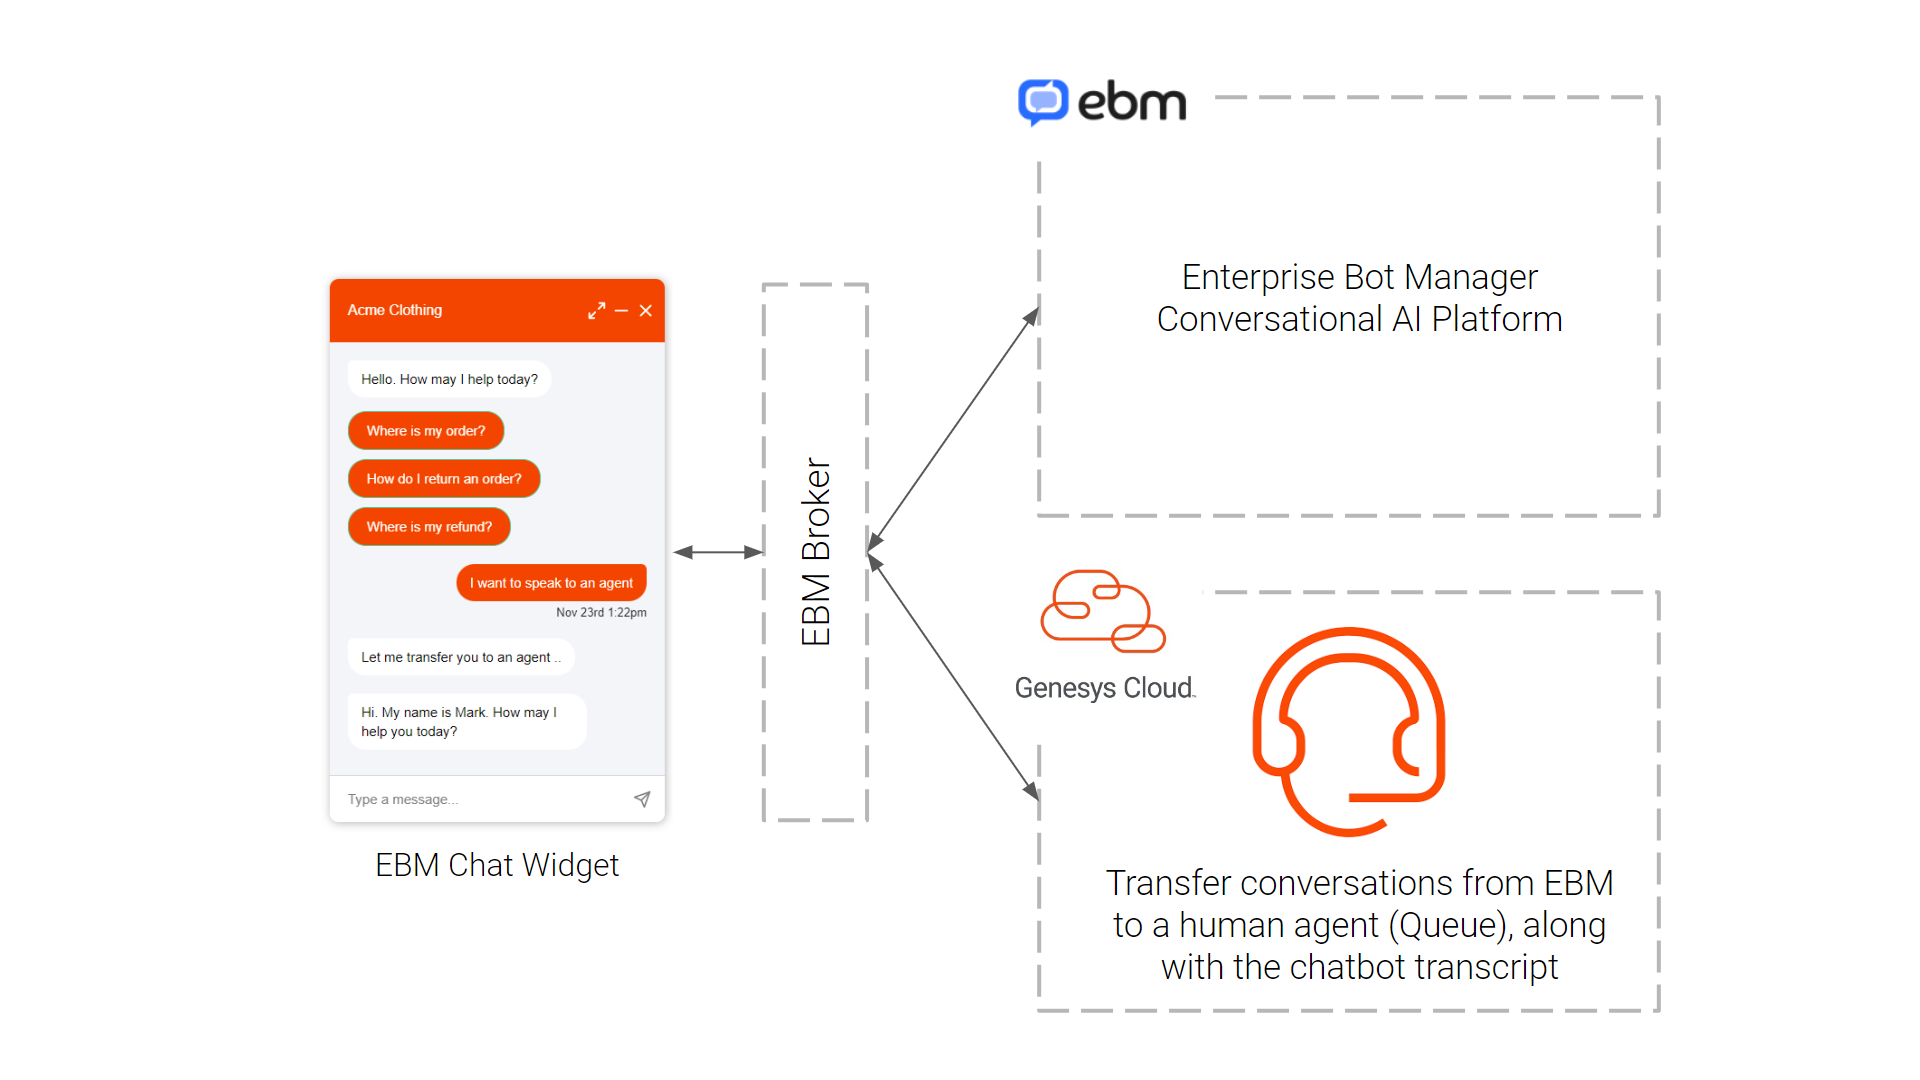 ebm
Enterprise Bot Manager
Conversational AI Platform
Acme Clothing
Hello. How may I help today?
Where is my order?
How do I return an order?
Where is my refund?
I want to speak to an agent
Nov 23rd 1:22pm
Let me transfer you to an agent ..
Hi. My name is Mark. How may I
help you today?
Type a message...
EBM Chat Widget
EBM Broker
Genesys Cloud
Transfer conversations from EBM
to a human agent (Queue), along
with the chatbot transcript